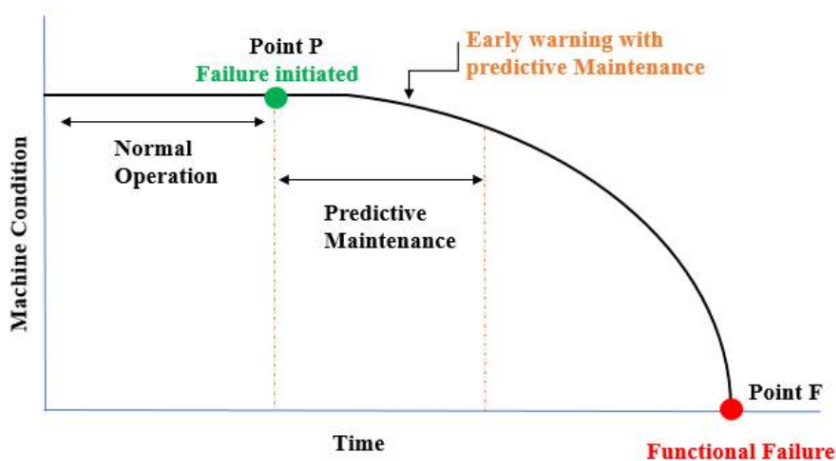 Point P
Failure initiated
Early warning with
predictive Maintenance
Normal
Operation
Predictive
Maintenance
Machine Condition
Point F
Time
Functional Failure